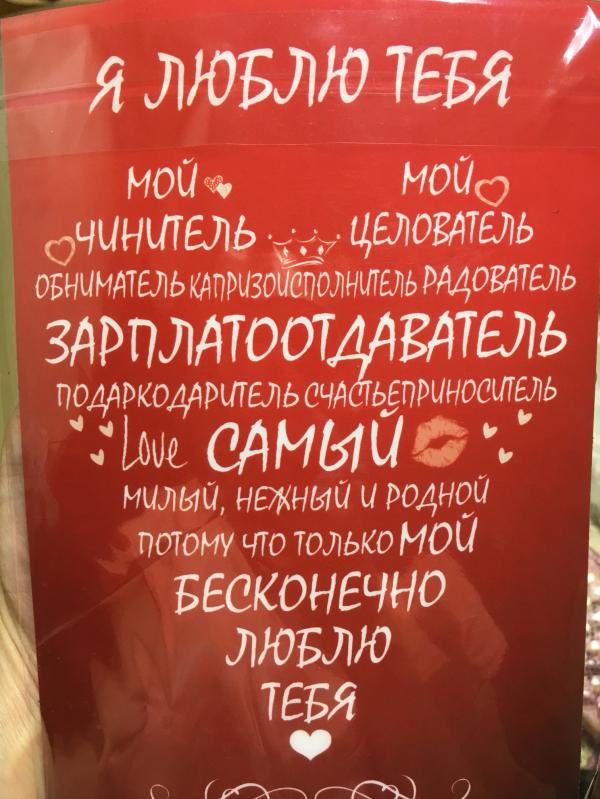 Я ЛЮБЛЮ ТЕБЯ
МОЙ МОЙ
ЧИНИТЕЛЬ ЦЕЛОВАТЕЛЬ
ОБНИМАТЕЛЬ КАПРИЗОИСПОЛНИТЕЛЬ РАДОВАТЕЛЬ
ЗАРПЛАТООТДАВАТЕЛЬ
ПОДАРКОДАРИТЕЛЬ СЧАСТЬЕПРИНОСИТЕЛЬ
Love САМЫЙ
МИЛЫЙ, НЕЖНЫЙ И РОДНОЙ
ПОТОМУ ЧТО ТОЛЬКО МОЙ
БЕСКОНЕЧНО
ЛЮБЛЮ
ТЕБЯ